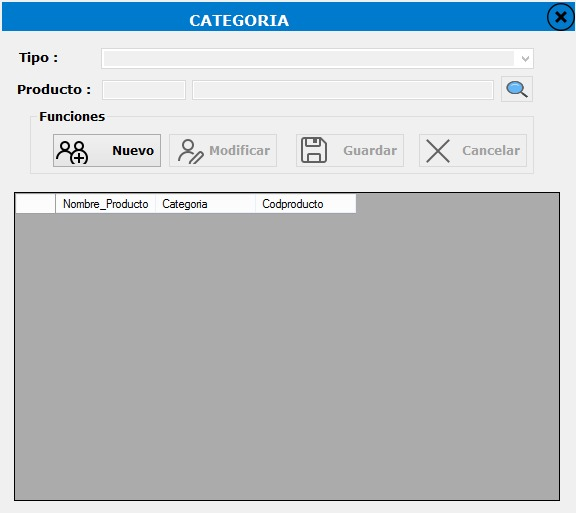 CATEGORIA
Tipo :
Producto :
Funciones
Nuevo Modificar Guardar Cancelar
Nombre_Producto Categoria Codproducto